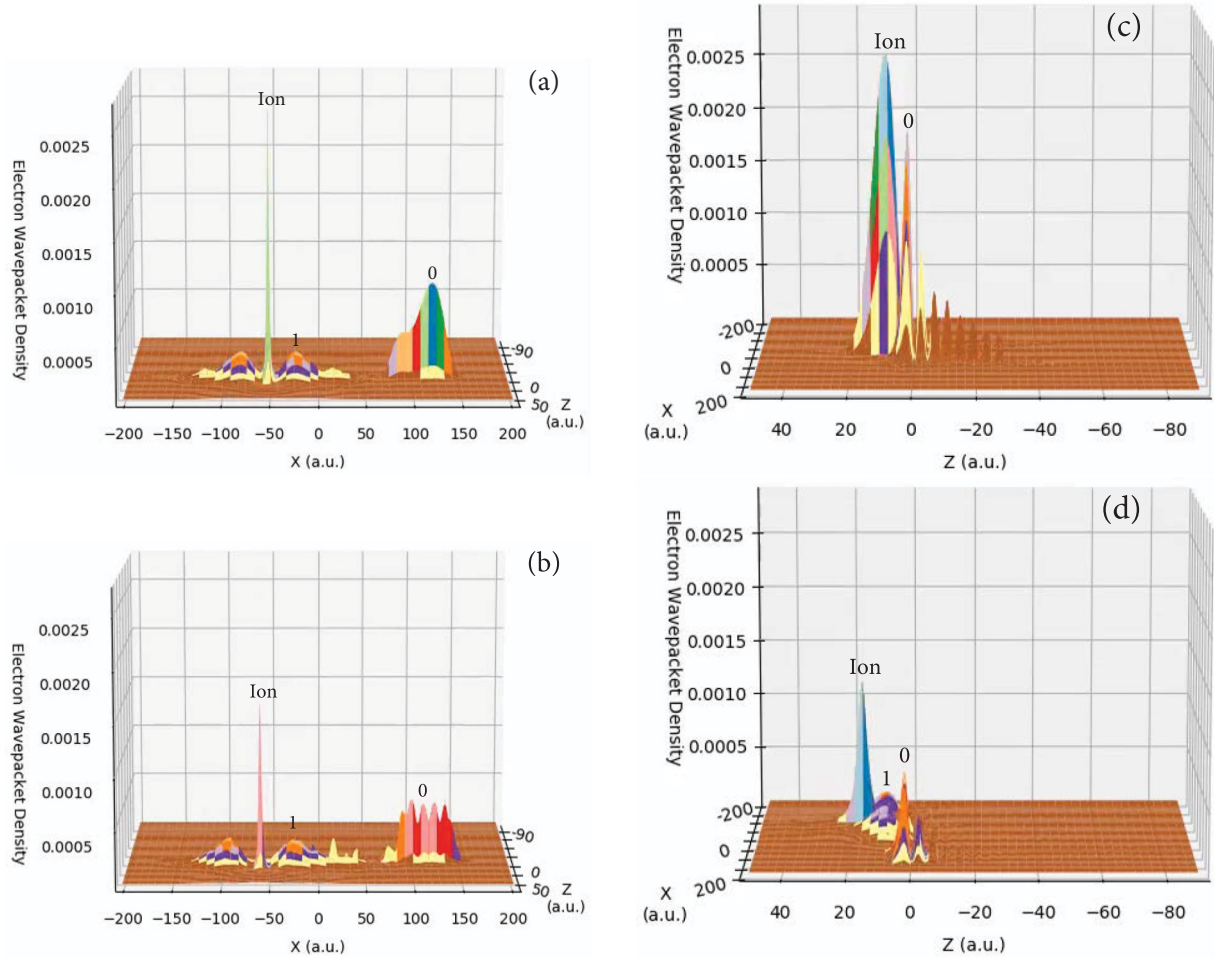 (a)
Ion
0
1
Electron Wavepacket Density
0.0025
0.0020
0.0015
0.0010
0.0005
-90
0
50
Z
(a.u.)
−200 −150 −100 −50 0 50 100 150 200
X (a.u.)
(c)
Ion
0
Electron Wavepacket Density
0.0025
0.0020
0.0015
0.0010
0.0005
-200
0
200
X
(a.u.)
40 20 0 −20 −40 −60 −80
Z (a.u.)
(b)
Ion
0
1
Electron Wavepacket Density
0.0025
0.0020
0.0015
0.0010
0.0005
-90
0
50
Z
(a.u.)
−200 −150 −100 −50 0 50 100 150 200
X (a.u.)
(d)
Ion
0
1
Electron Wavepacket Density
0.0025
0.0020
0.0015
0.0010
0.0005
-200
0
200
X
(a.u.)
40 20 0 −20 −40 −60 −80
Z (a.u.)